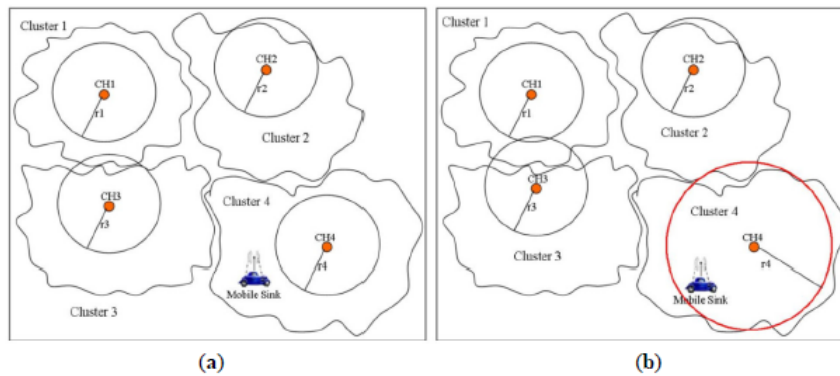 Cluster 1
CH1
r1
CH2
r2
Cluster 2
CH3
r3
Cluster 4
CH4
r4
Mobile Sink
Cluster 3
(a)
Cluster 1
CH1
r1
CH2
r2
Cluster 2
CH3
r3
Cluster 4
CH4
r4
Cluster 3
Mobile Sink
(b)